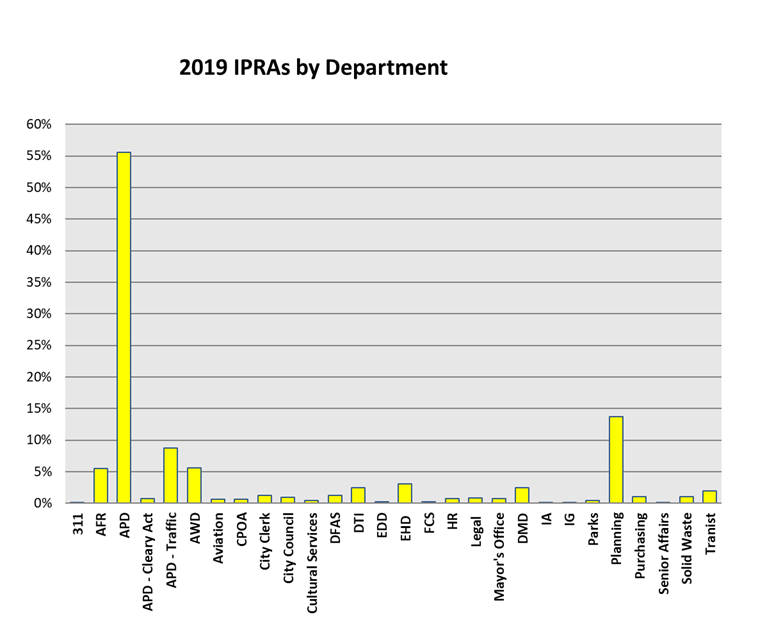 2019 IPRAs by Department
60%
55%
50%
45%
40%
35%
30%
25%
20%
15%
10%
5%
0%
311
AFR
APD
APD - Cleary Act
APD - Traffic
AWD
Aviation
CPOA
City Clerk
City Council
Cultural Services
DFAS
DTI
EDD
EHD
FCS
HR
Legal
Mayor's Office
DMD
IA
IG
Parks
Planning
Purchasing
Senior Affairs
Solid Waste
Tranist